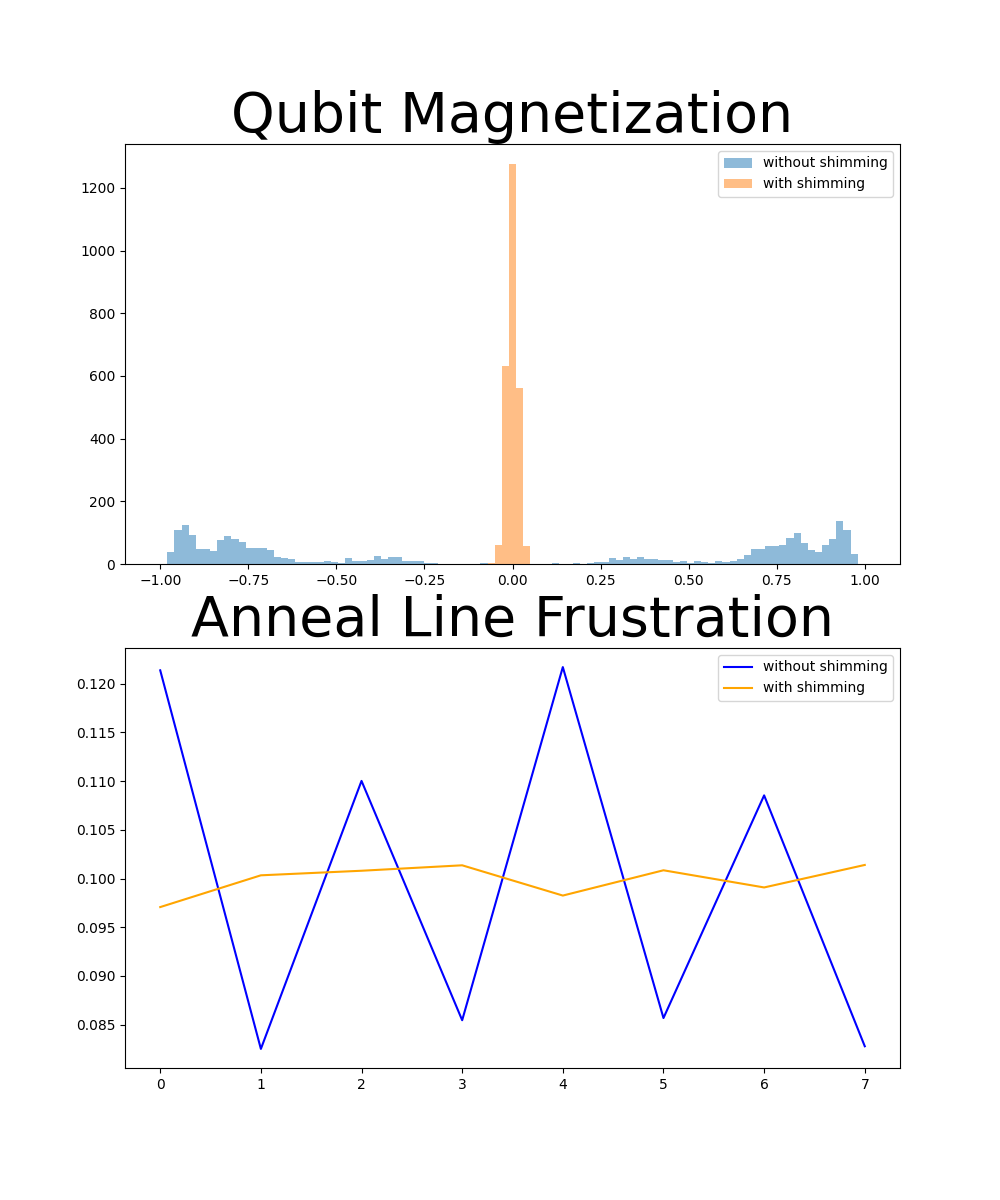 Qubit Magnetization
without shimming
with shimming
1200
1000
800
600
400
200
0
−1.00 −0.75 −0.50 −0.25 0.00 0.25 0.50 0.75 1.00
Anneal Line Frustration
without shimming
with shimming
0.120
0.115
0.110
0.105
0.100
0.095
0.090
0.085
0 1 2 3 4 5 6 7